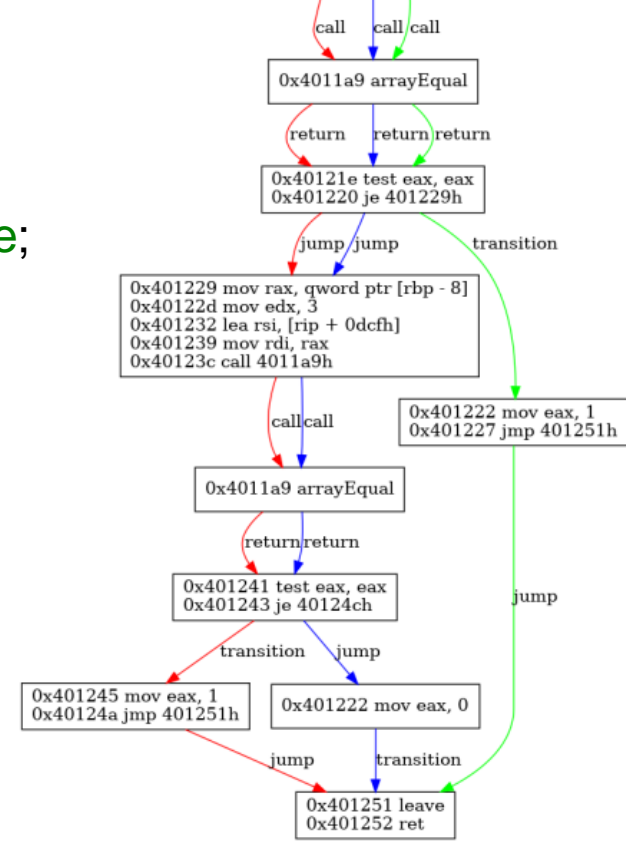 call
call
call
0x4011a9 arrayEqual
return
return
return
e;
0x40121e test eax, eax
0x401220 je 401229h
jump
jump
transition
0x401229 mov rax, qword ptr [rbp - 8]
0x40122d mov edx, 3
0x401232 lea rsi, [rip + 0dcfh]
0x401239 mov rdi, rax
0x40123c call 4011a9h
0x401222 mov eax, 1
0x401227 jmp 401251h
call
call
0x4011a9 arrayEqual
return
return
0x401241 test eax, eax
0x401243 je 40124ch
jump
transition
jump
0x401245 mov eax, 1
0x40124a jmp 401251h
0x401222 mov eax, 0
jump
transition
0x401251 leave
0x401252 ret